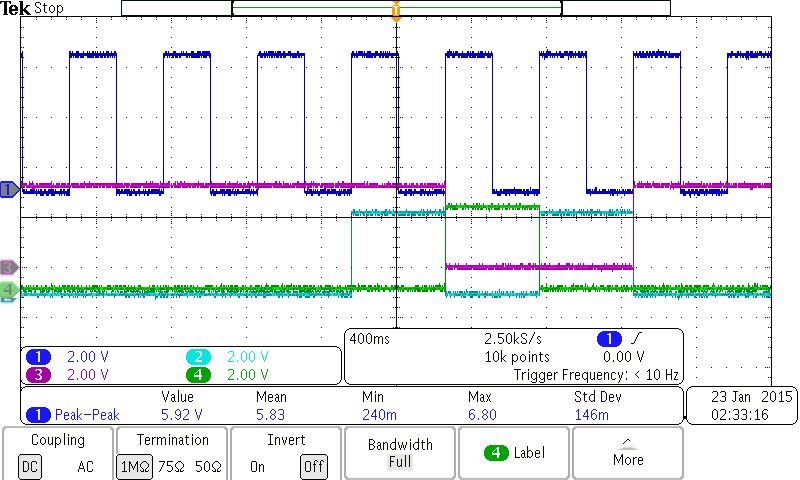 Tek Stop
T
1
3
4
2
1 2.00 V 2 2.00 V
3 2.00 V 4 2.00 V
400ms 2.50kS/s 1 0.00 V
10k points
Trigger Frequency: < 10 Hz
Value Mean Min Max Std Dev
1 Peak-Peak 5.92 V 5.83 240m 6.80 146m
23 Jan 2015
02:33:16
Coupling
DC AC
Termination
1MΩ 75Ω 50Ω
Invert
On Off
Bandwidth
Full
4 Label
More